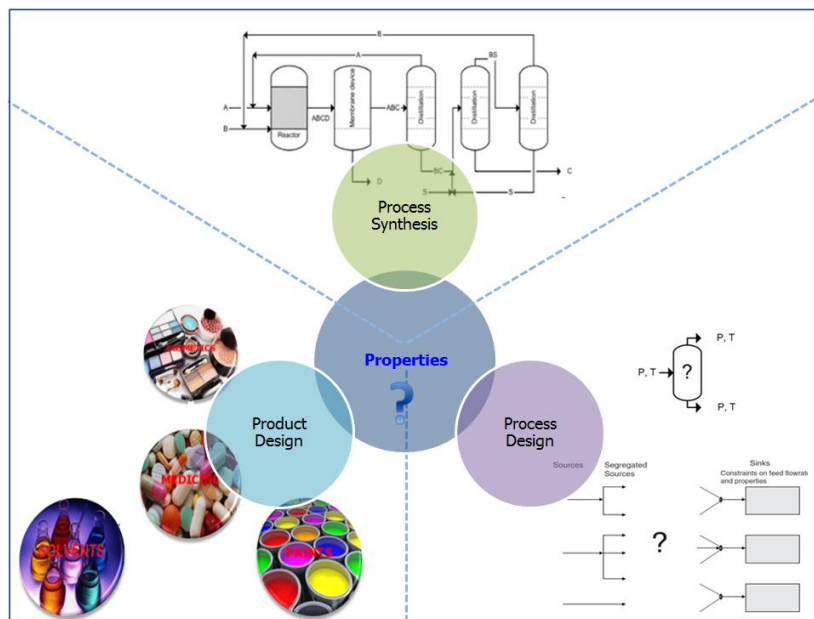 B
A
BS
A
B
Reactor
ABCD
Membrane device
ABC
Distillation
Distillation
Distillation
BC
D
S
S
C
Process
Synthesis
Properties
?
Product
Design
Process
Design
COSMETICS
MEDICINE
SOLVENTS
PAINTS
P, T
P, T
?
P, T
Sources
Segregated
Sources
?
Sinks
Constraints on feed flowrate
and properties